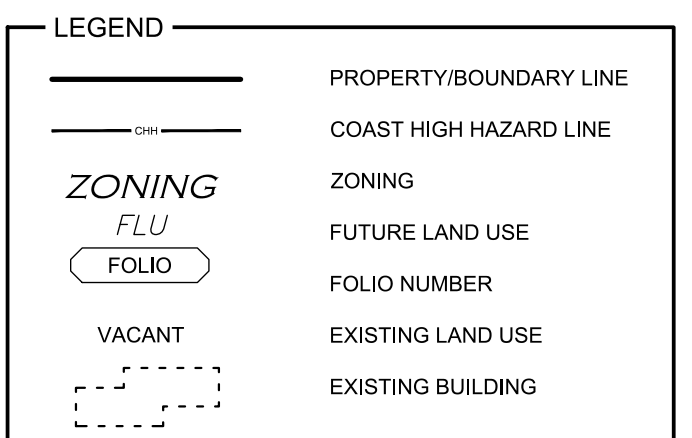 LEGEND
PROPERTY/BOUNDARY LINE
CHH COAST HIGH HAZARD LINE
ZONING ZONING
FLU FUTURE LAND USE
FOLIO FOLIO NUMBER
VACANT EXISTING LAND USE
EXISTING BUILDING